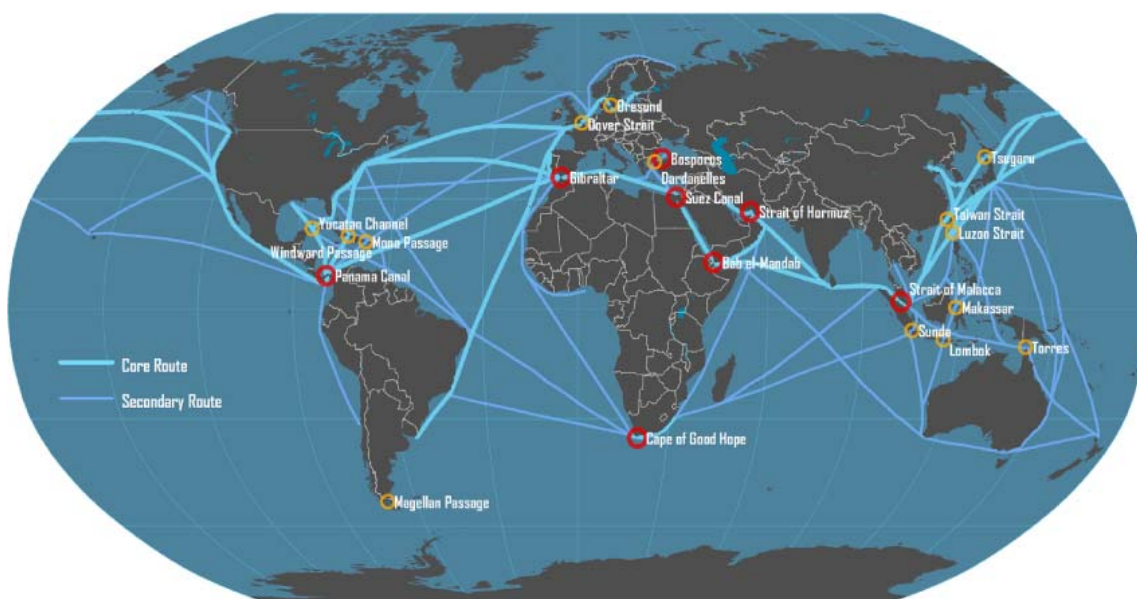 Oresund
Dover Strait
Bosporus
Dardanelles
Tsugaru
Gibraltar
Suez Canal
Strait of Hormuz
Taiwan Strait
Luzon Strait
Yucatan Channel
Mona Passage
Windward Passage
Bab el-Mandab
Panama Canal
Strait of Malacca
Makassar
Sunda
Lombok
Torres
Core Route
Secondary Route
Cape of Good Hope
Magellan Passage